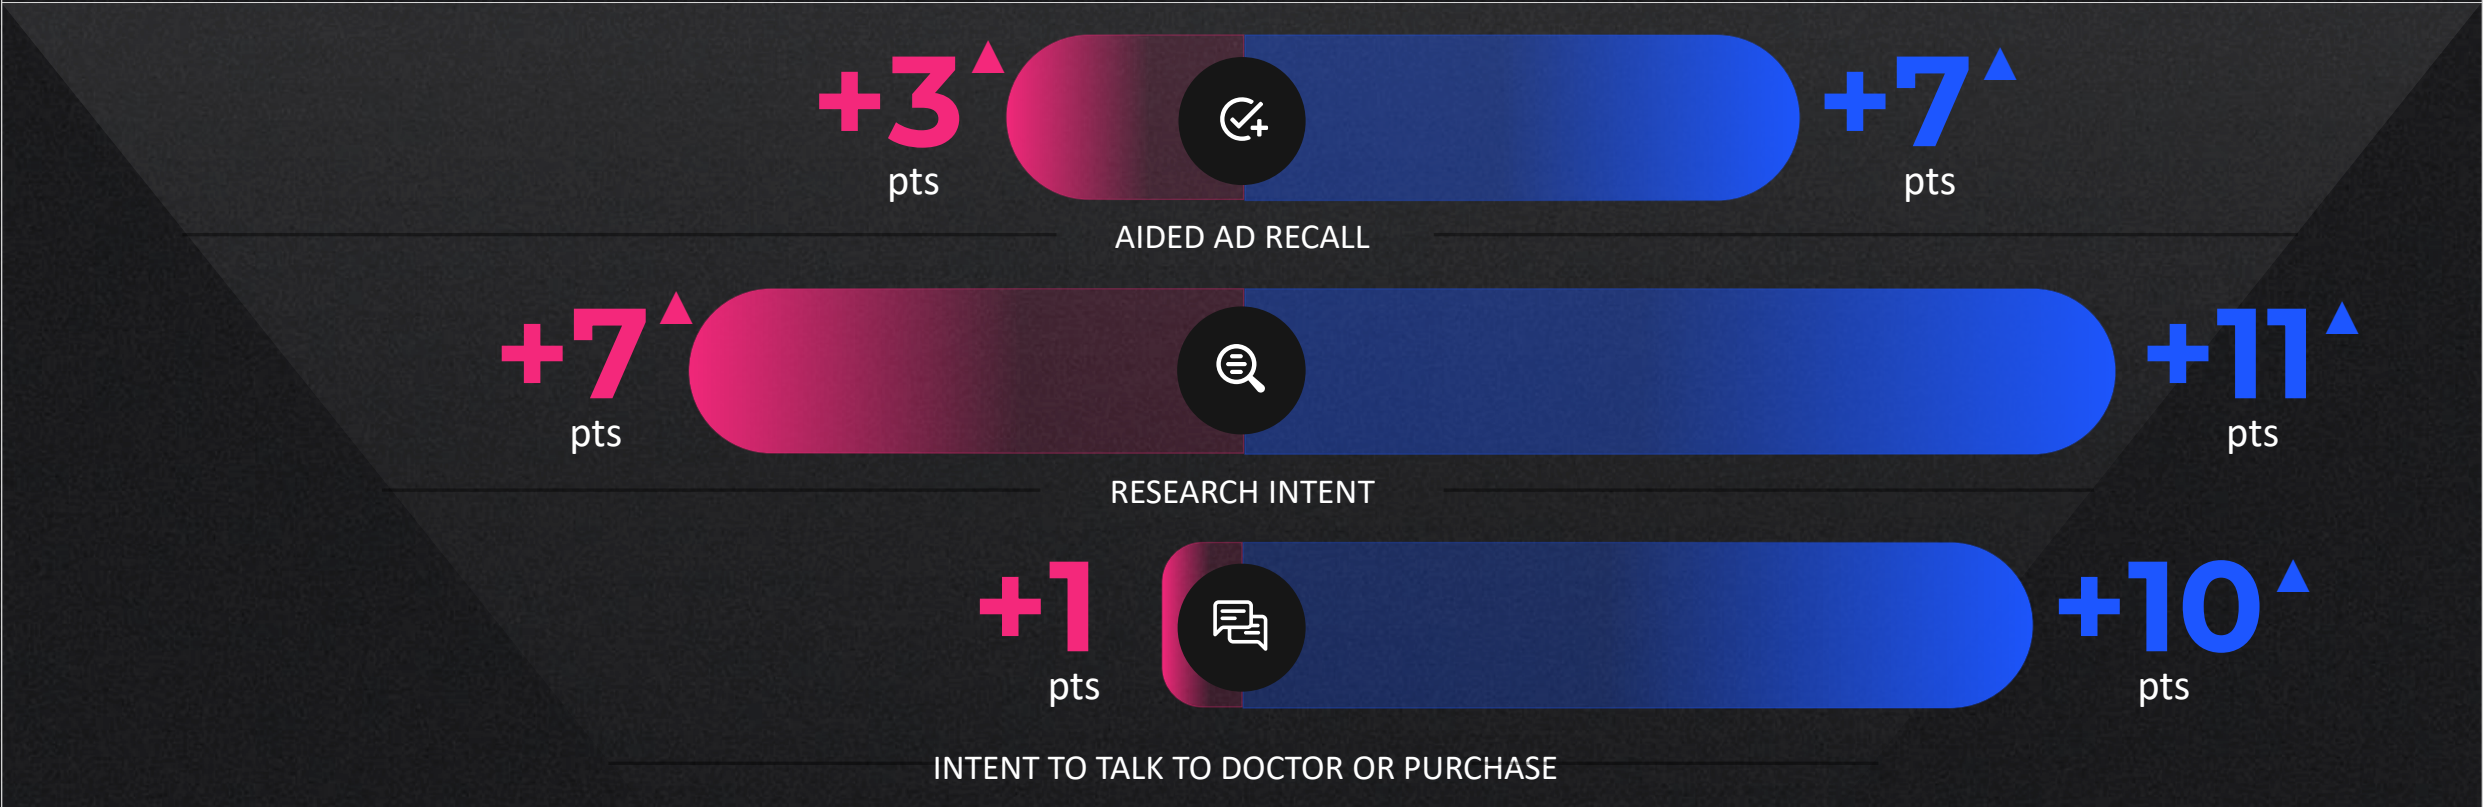 +3▲ +7▲
pts pts
AIDED AD RECALL
+7▲ +11▲
pts pts
RESEARCH INTENT
+1 +10▲
pts pts
INTENT TO TALK TO DOCTOR OR PURCHASE